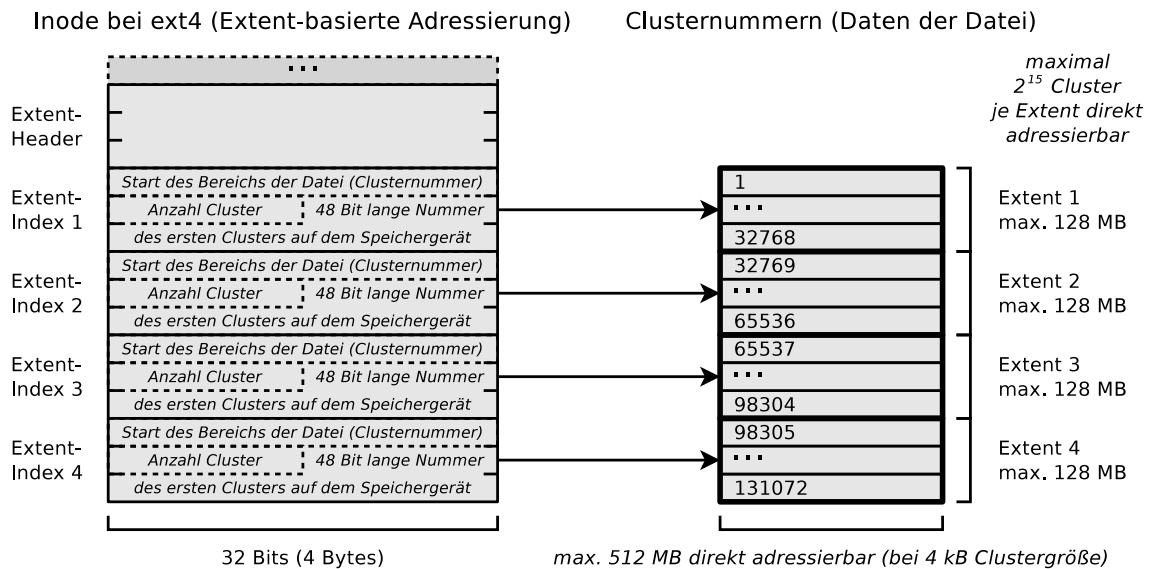 Inode bei ext4 (Extent-basierte Adressierung)
Clusternummern (Daten der Datei)
...
maximal
2^15 Cluster
je Extent direkt
adressierbar
Extent-
Header
Extent-
Index 1
Start des Bereichs der Datei (Clusternummer)
Anzahl Cluster 48 Bit lange Nummer
des ersten Clusters auf dem Speichergerät
1
...
32768
Extent 1
max. 128 MB
Extent-
Index 2
Start des Bereichs der Datei (Clusternummer)
Anzahl Cluster 48 Bit lange Nummer
des ersten Clusters auf dem Speichergerät
32769
...
65536
Extent 2
max. 128 MB
Extent-
Index 3
Start des Bereichs der Datei (Clusternummer)
Anzahl Cluster 48 Bit lange Nummer
des ersten Clusters auf dem Speichergerät
65537
...
98304
Extent 3
max. 128 MB
Extent-
Index 4
Start des Bereichs der Datei (Clusternummer)
Anzahl Cluster 48 Bit lange Nummer
des ersten Clusters auf dem Speichergerät
98305
...
131072
Extent 4
max. 128 MB
32 Bits (4 Bytes)
max. 512 MB direkt adressierbar (bei 4 kB Clustergröße)